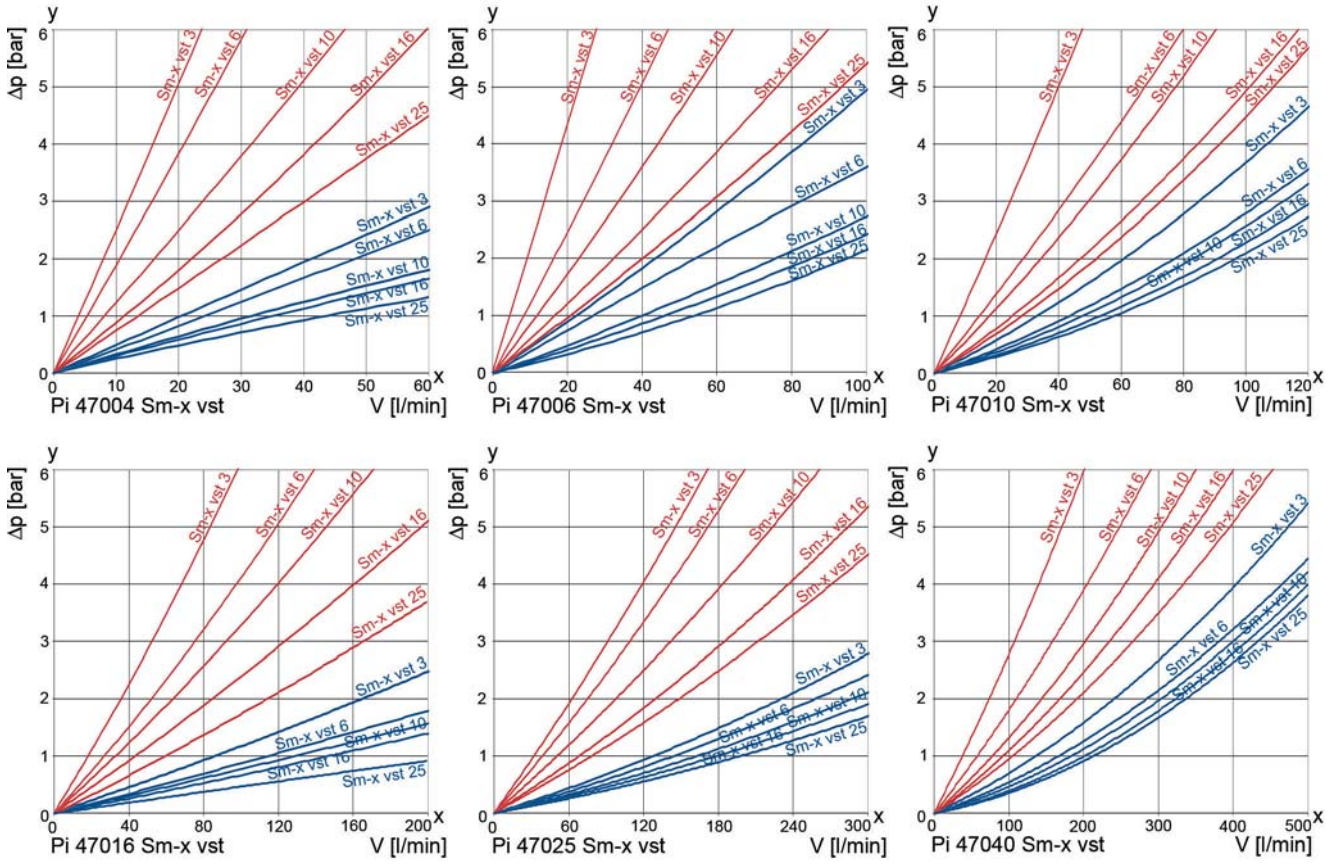 y
Δp [bar]
6
5
4
3
2
1
0
Sm-x vst 3
Sm-x vst 6
Sm-x vst 10
Sm-x vst 16
Sm-x vst 25
Sm-x vst 3
Sm-x vst 6
Sm-x vst 10
Sm-x vst 16
Sm-x vst 25
0 10 20 30 40 50 60 x
Pi 47004 Sm-x vst V [l/min]
y
Δp [bar]
6
5
4
3
2
1
0
Sm-x vst 3
Sm-x vst 6
Sm-x vst 10
Sm-x vst 16
Sm-x vst 25
Sm-x vst 3
Sm-x vst 6
Sm-x vst 10
Sm-x vst 16
Sm-x vst 25
0 20 40 60 80 100 x
Pi 47006 Sm-x vst V [l/min]
y
Δp [bar]
6
5
4
3
2
1
0
Sm-x vst 3
Sm-x vst 6
Sm-x vst 10
Sm-x vst 16
Sm-x vst 25
Sm-x vst 3
Sm-x vst 6
Sm-x vst 10
Sm-x vst 16
Sm-x vst 25
0 20 40 60 80 100 120 x
Pi 47010 Sm-x vst V [l/min]
y
Δp [bar]
6
5
4
3
2
1
0
Sm-x vst 3
Sm-x vst 6
Sm-x vst 10
Sm-x vst 16
Sm-x vst 25
Sm-x vst 3
Sm-x vst 6
Sm-x vst 10
Sm-x vst 16
Sm-x vst 25
0 40 80 120 160 200 x
Pi 47016 Sm-x vst V [l/min]
y
Δp [bar]
6
5
4
3
2
1
0
Sm-x vst 3
Sm-x vst 6
Sm-x vst 10
Sm-x vst 16
Sm-x vst 25
Sm-x vst 3
Sm-x vst 6
Sm-x vst 10
Sm-x vst 16
Sm-x vst 25
0 60 120 180 240 300 x
Pi 47025 Sm-x vst V [l/min]
y
Δp [bar]
6
5
4
3
2
1
0
Sm-x vst 3
Sm-x vst 6
Sm-x vst 10
Sm-x vst 16
Sm-x vst 25
Sm-x vst 3
Sm-x vst 6
Sm-x vst 10
Sm-x vst 16
Sm-x vst 25
0 100 200 300 400 500 x
Pi 47040 Sm-x vst V [l/min]